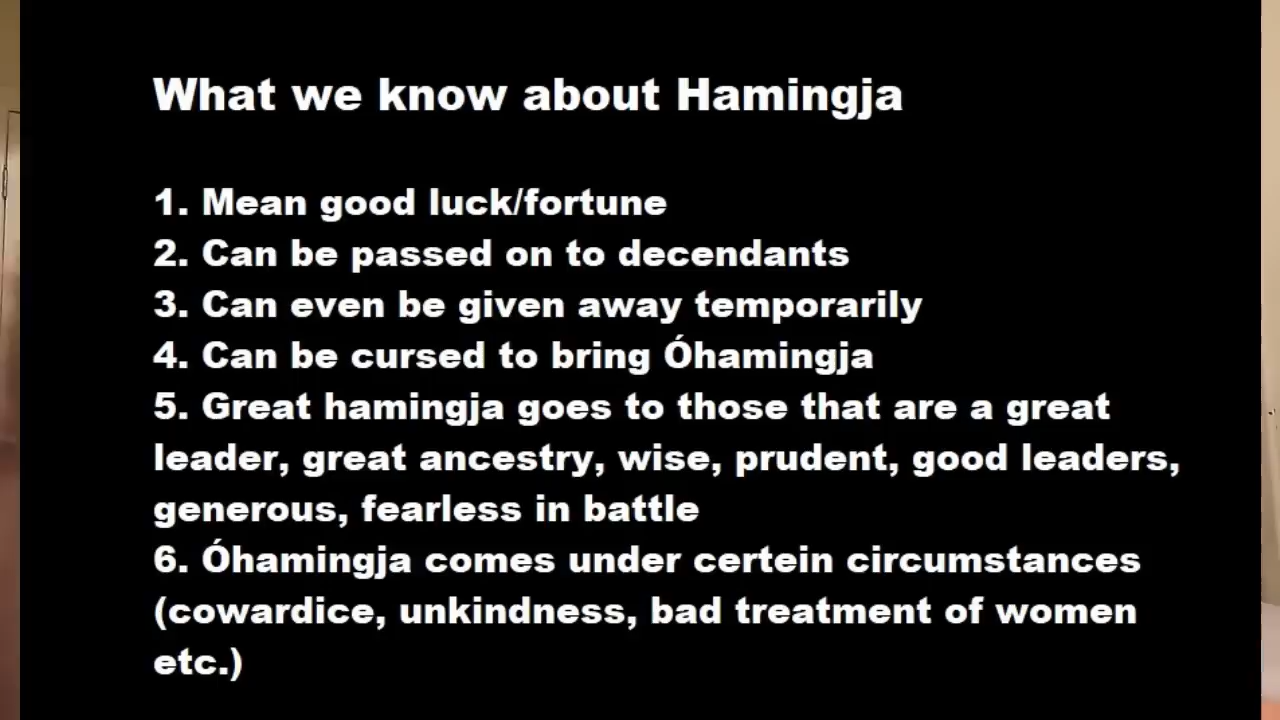 What we know about Hamingja
1. Mean good luck/fortune
2. Can be passed on to decendants
3. Can even be given away temporarily
4. Can be cursed to bring Óhamingja
5. Great hamingja goes to those that are a great
leader, great ancestry, wise, prudent, good leaders,
generous, fearless in battle
6. Óhamingja comes under certein circumstances
(cowardice, unkindness, bad treatment of women
etc.)